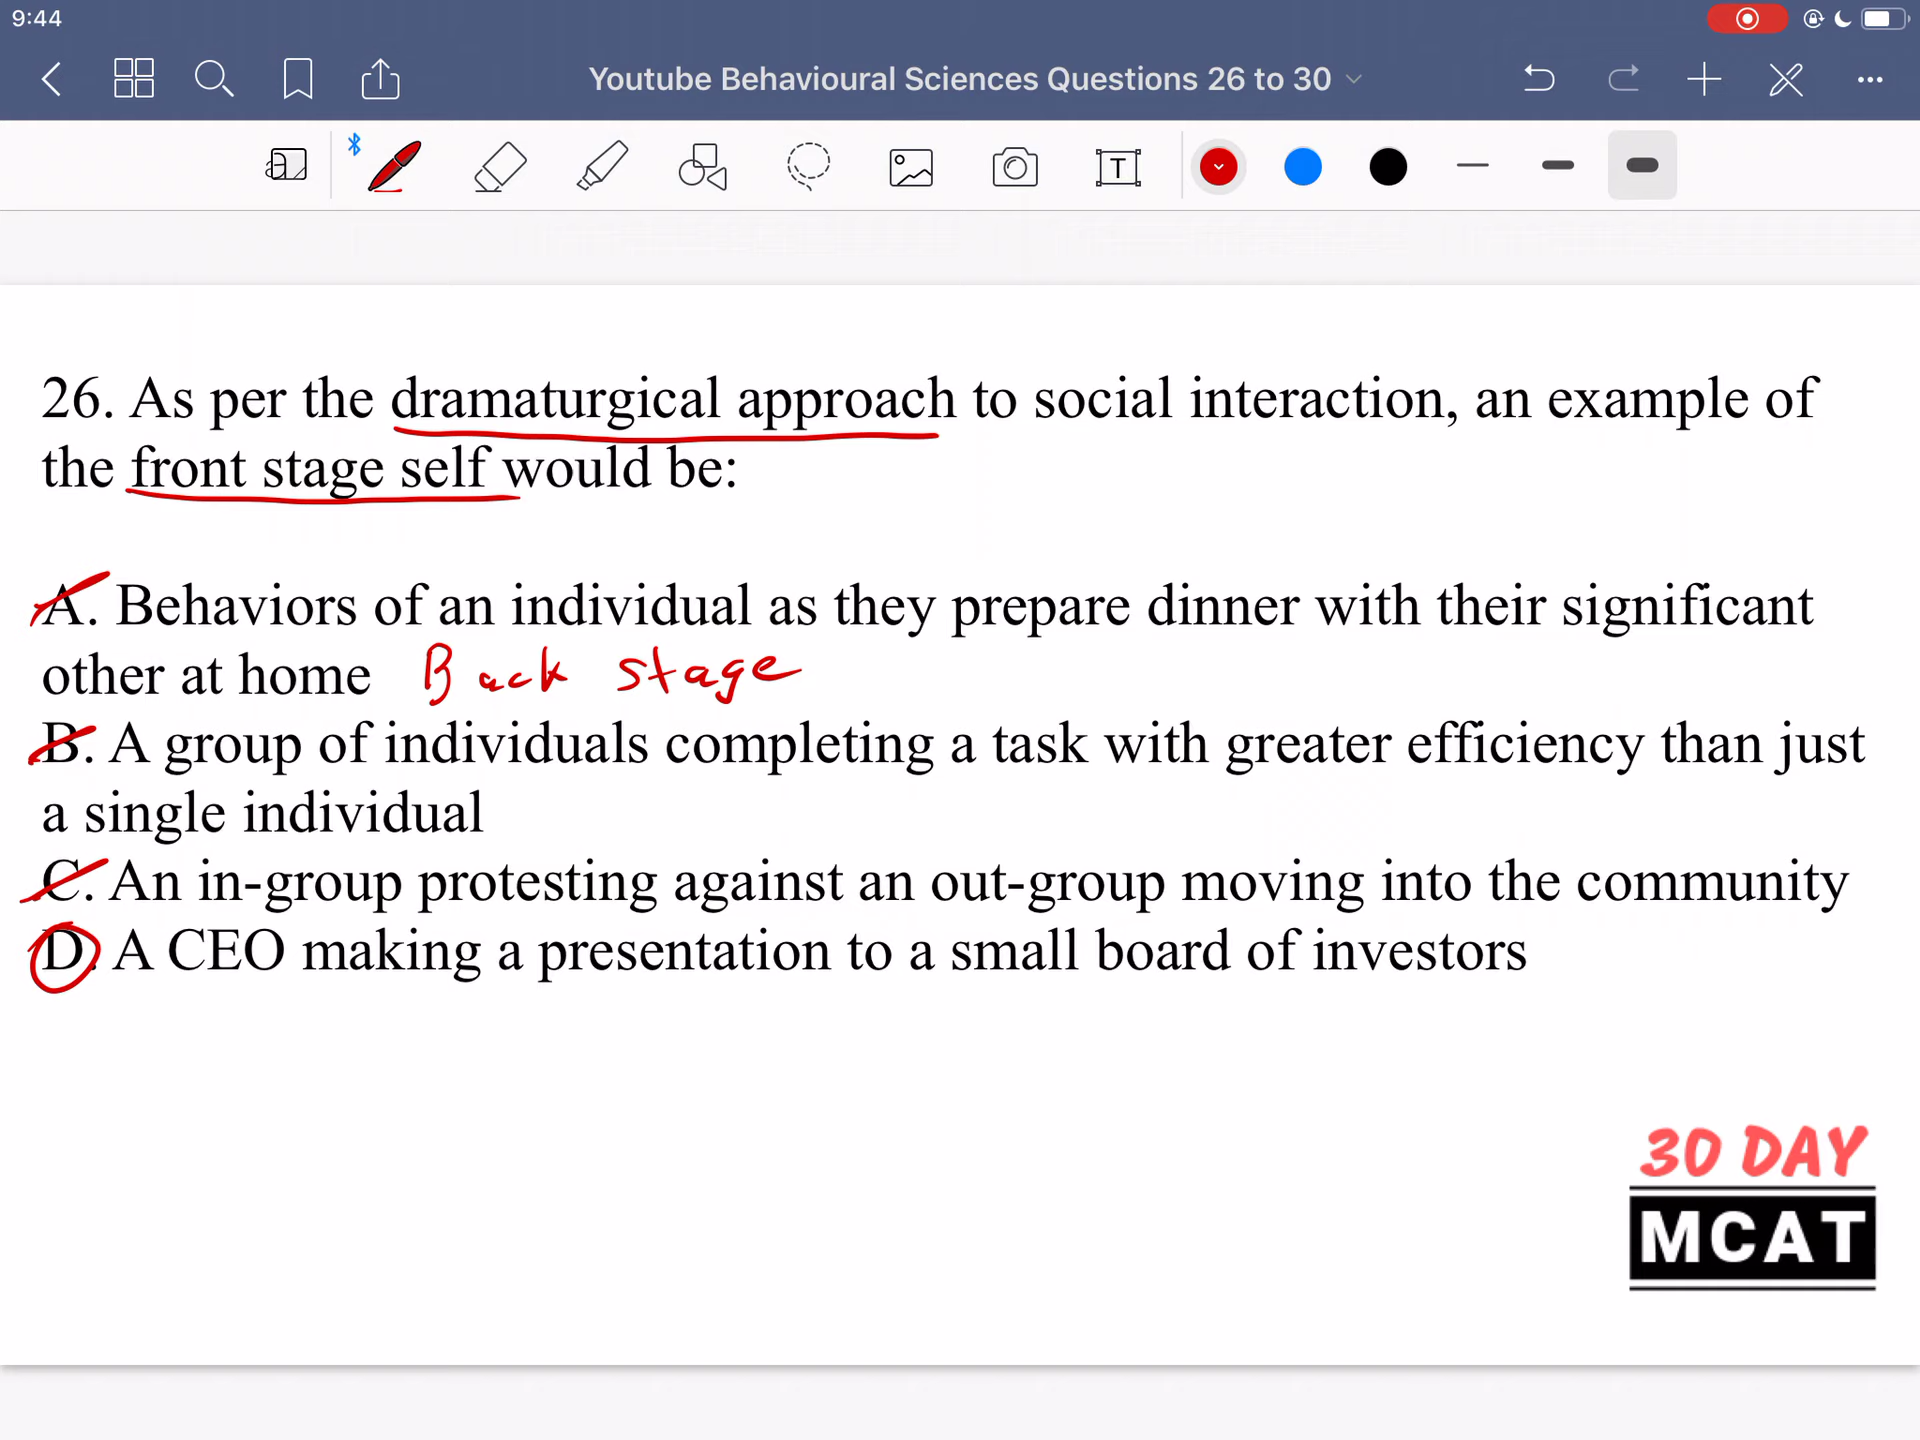 9:44
Youtube Behavioural Sciences Questions 26 to 30
T
26. As per the dramaturgical approach to social interaction, an example of
the front stage self would be:
A. Behaviors of an individual as they prepare dinner with their significant
other at home Back stage
B. A group of individuals completing a task with greater efficiency than just
a single individual
C. An in-group protesting against an out-group moving into the community
D. A CEO making a presentation to a small board of investors
30 DAY
MCAT